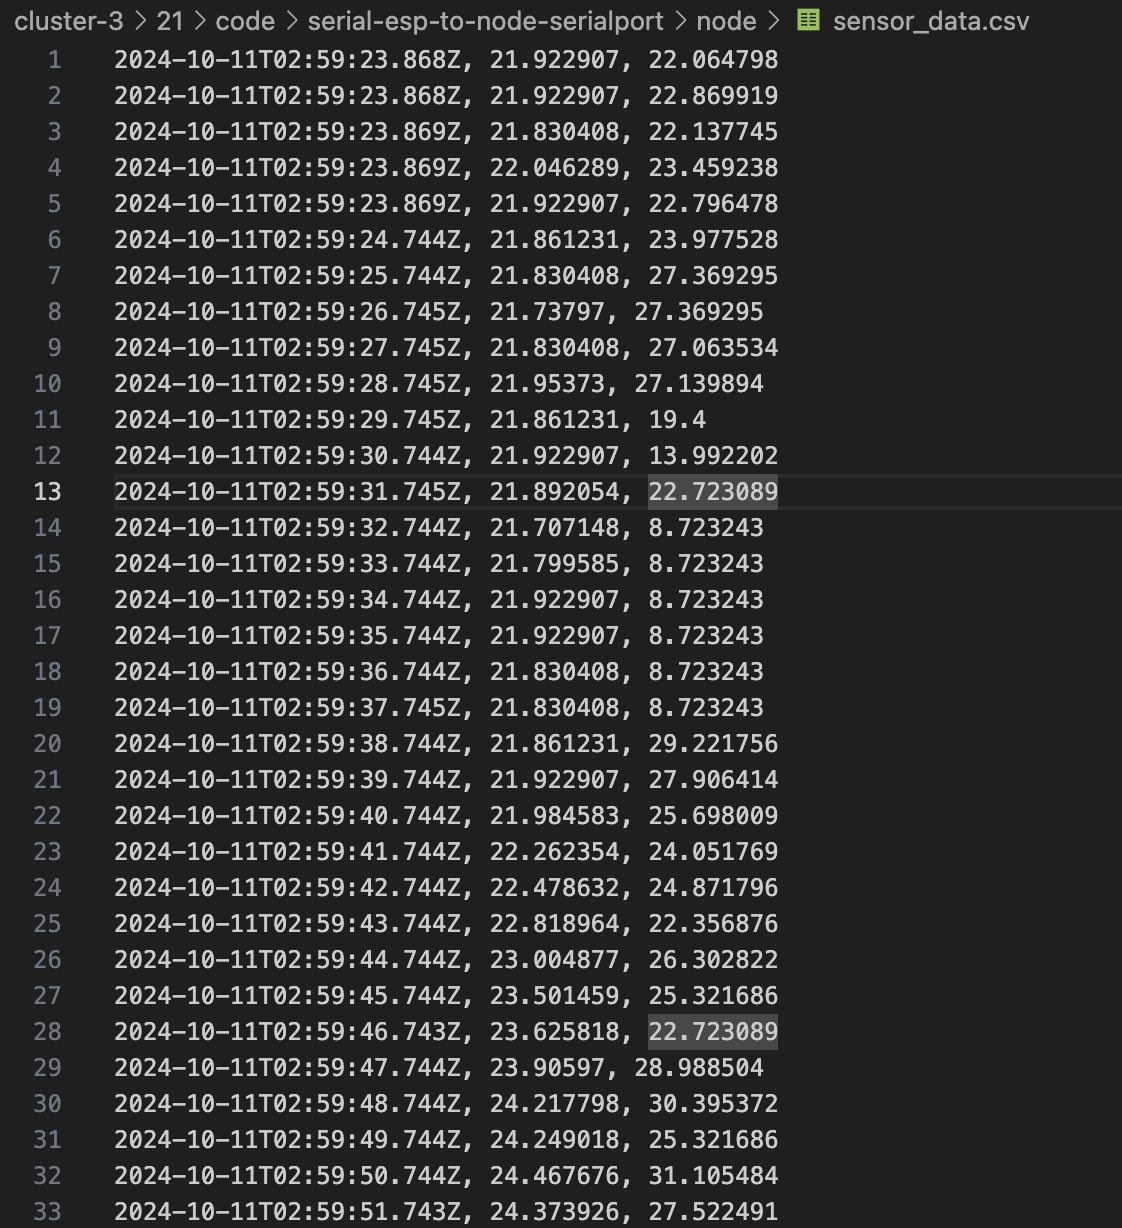 cluster-3 > 21 > code > serial-esp-to-node-serialport > node > sensor_data.csv
1 2024-10-11T02:59:23.868Z, 21.922907, 22.064798
2 2024-10-11T02:59:23.868Z, 21.922907, 22.869919
3 2024-10-11T02:59:23.869Z, 21.830408, 22.137745
4 2024-10-11T02:59:23.869Z, 22.046289, 23.459238
5 2024-10-11T02:59:23.869Z, 21.922907, 22.796478
6 2024-10-11T02:59:24.744Z, 21.861231, 23.977528
7 2024-10-11T02:59:25.744Z, 21.830408, 27.369295
8 2024-10-11T02:59:26.745Z, 21.73797, 27.369295
9 2024-10-11T02:59:27.745Z, 21.830408, 27.063534
10 2024-10-11T02:59:28.745Z, 21.95373, 27.139894
11 2024-10-11T02:59:29.745Z, 21.861231, 19.4
12 2024-10-11T02:59:30.744Z, 21.922907, 13.992202
13 2024-10-11T02:59:31.745Z, 21.892054, 22.723089
14 2024-10-11T02:59:32.744Z, 21.707148, 8.723243
15 2024-10-11T02:59:33.744Z, 21.799585, 8.723243
16 2024-10-11T02:59:34.744Z, 21.922907, 8.723243
17 2024-10-11T02:59:35.744Z, 21.922907, 8.723243
18 2024-10-11T02:59:36.744Z, 21.830408, 8.723243
19 2024-10-11T02:59:37.745Z, 21.830408, 8.723243
20 2024-10-11T02:59:38.744Z, 21.861231, 29.221756
21 2024-10-11T02:59:39.744Z, 21.922907, 27.906414
22 2024-10-11T02:59:40.744Z, 21.984583, 25.698009
23 2024-10-11T02:59:41.744Z, 22.262354, 24.051769
24 2024-10-11T02:59:42.744Z, 22.478632, 24.871796
25 2024-10-11T02:59:43.744Z, 22.818964, 22.356876
26 2024-10-11T02:59:44.744Z, 23.004877, 26.302822
27 2024-10-11T02:59:45.744Z, 23.501459, 25.321686
28 2024-10-11T02:59:46.743Z, 23.625818, 22.723089
29 2024-10-11T02:59:47.744Z, 23.90597, 28.988504
30 2024-10-11T02:59:48.744Z, 24.217798, 30.395372
31 2024-10-11T02:59:49.744Z, 24.249018, 25.321686
32 2024-10-11T02:59:50.744Z, 24.467676, 31.105484
33 2024-10-11T02:59:51.743Z, 24.373926, 27.522491